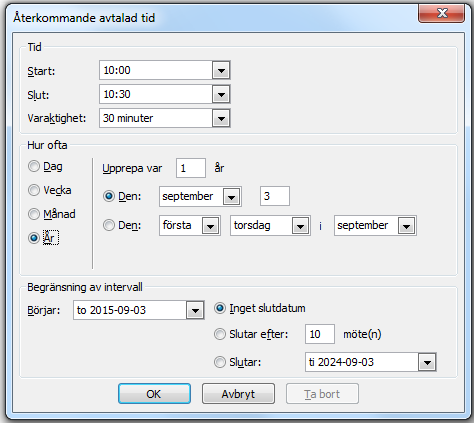 Återkommande avtalad tid
Tid
Start: 10:00
Slut: 10:30
Varaktighet: 30 minuter
Hur ofta
Dag
Vecka
Månad
År
Upprepa var 1 år
Den: september 3
Den: första torsdag i september
Begränsning av intervall
Börjar: to 2015-09-03
Inget slutdatum
Slutar efter: 10 möte(n)
Slutar: ti 2024-09-03
OK Avbryt Ta bort